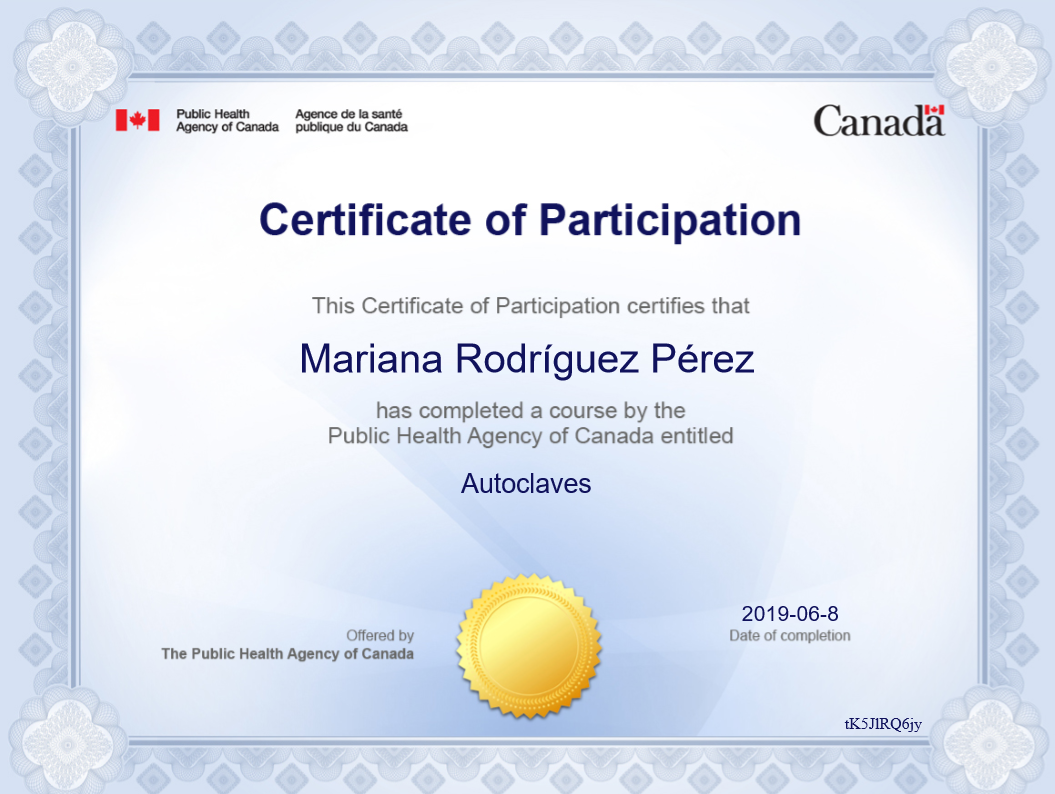 Public Health
Agency of Canada
Agence de la santé
publique du Canada
Canada
Certificate of Participation
This Certificate of Participation certifies that
Mariana Rodríguez Pérez
has completed a course by the
Public Health Agency of Canada entitled
Autoclaves
Offered by
The Public Health Agency of Canada
2019-06-8
Date of completion
tK5JlRQ6jy